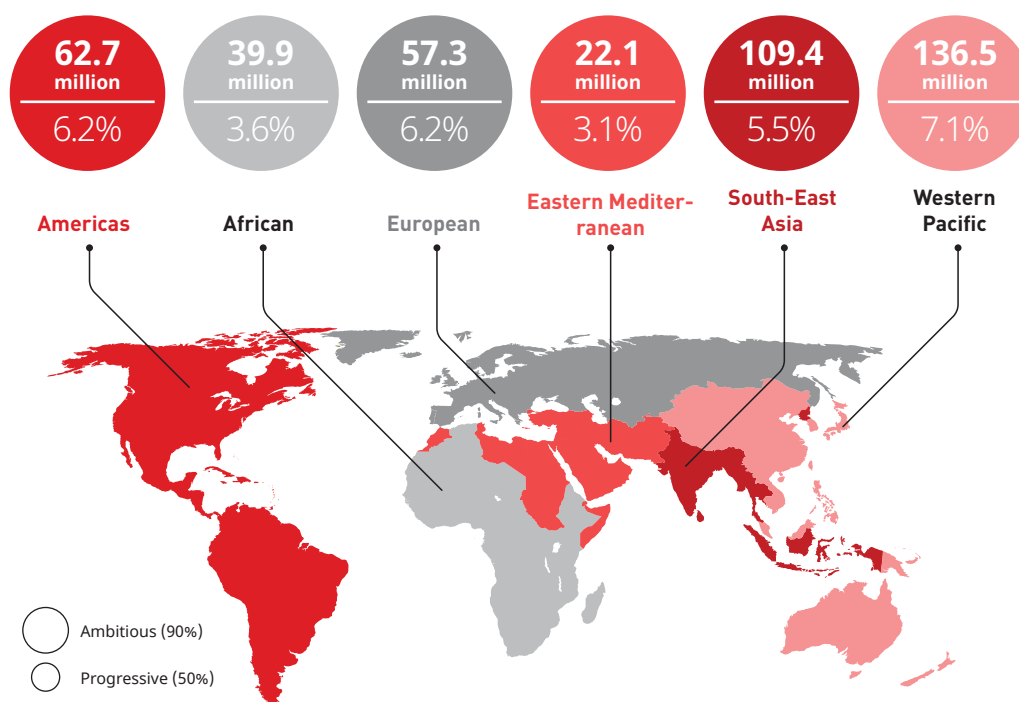 62.7
million
6.2%
39.9
million
3.6%
57.3
million
6.2%
22.1
million
3.1%
109.4
million
5.5%
136.5
million
7.1%
Americas
African
European
Eastern Mediter-
ranean
South-East
Asia
Western
Pacific
Ambitious (90%)
Progressive (50%)